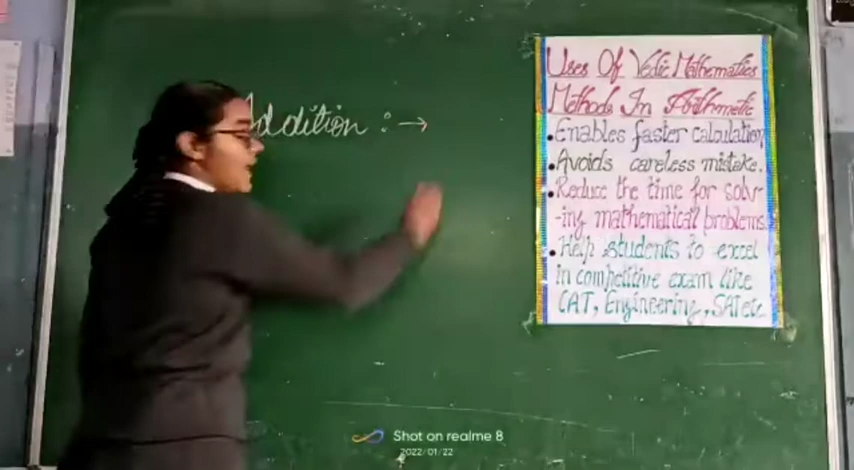 Addition :→
Uses Of Vedic Mathematics
Methods In Arithmetic
•Enables faster calculation
•Avoids careless mistake.
•Reduce the time for solv-
-ing mathematical problems.
•Help students to excel
in competitive exam like
CAT, Engineering, SAT etc
Shot on realme 8
2022/01/22